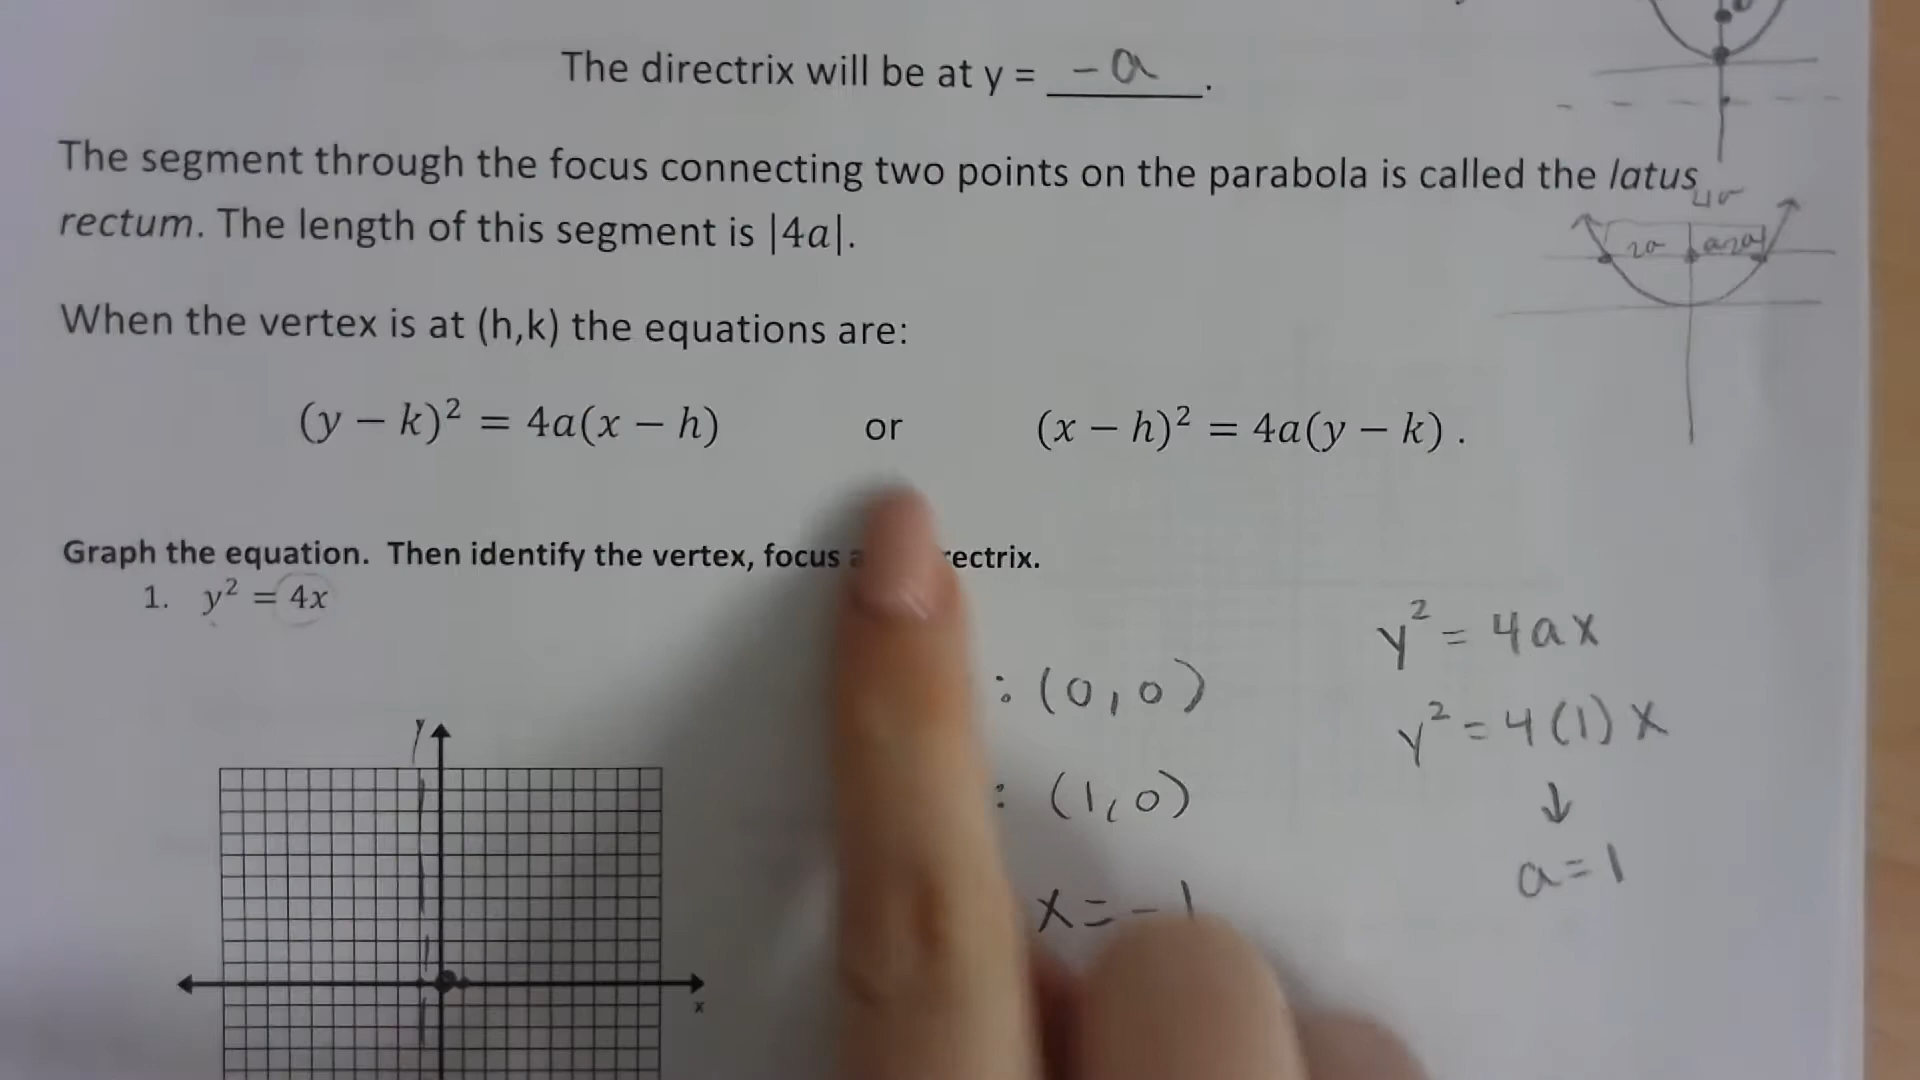 The directrix will be at y = -a.
The segment through the focus connecting two points on the parabola is called the latus
rectum. The length of this segment is |4a|.
4a
2a a 2a
When the vertex is at (h,k) the equations are:
(y − k)² = 4a(x − h) or (x − h)² = 4a(y − k) .
Graph the equation. Then identify the vertex, focus
1. y² = 4x
y² = 4ax
: (0,0)
y² = 4(1)x
: (1,0)
a = 1
x = -1
x